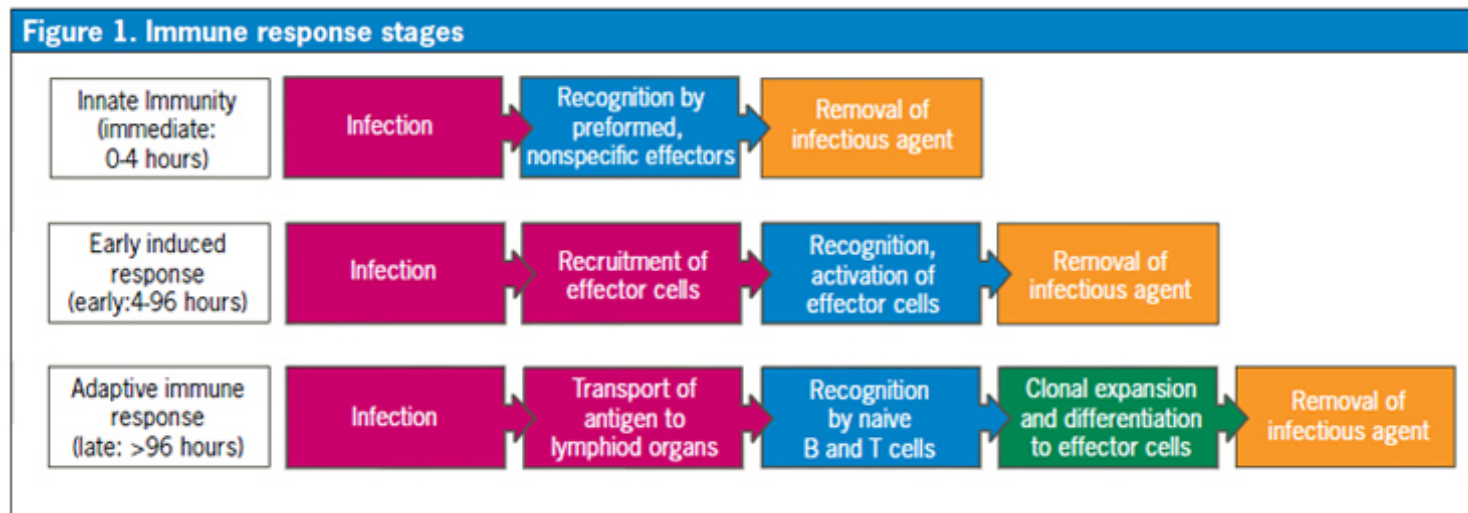 Figure 1. Immune response stages
Innate Immunity
(immediate:
0-4 hours)
Infection
Recognition by
preformed,
nonspecific effectors
Removal of
infectious agent
Early induced
response
(early:4-96 hours)
Infection
Recruitment of
effector cells
Recognition,
activation of
effector cells
Removal of
infectious agent
Adaptive immune
response
(late: >96 hours)
Infection
Transport of
antigen to
lymphiod organs
Recognition
by naive
B and T cells
Clonal expansion
and differentiation
to effector cells
Removal of
infectious agent